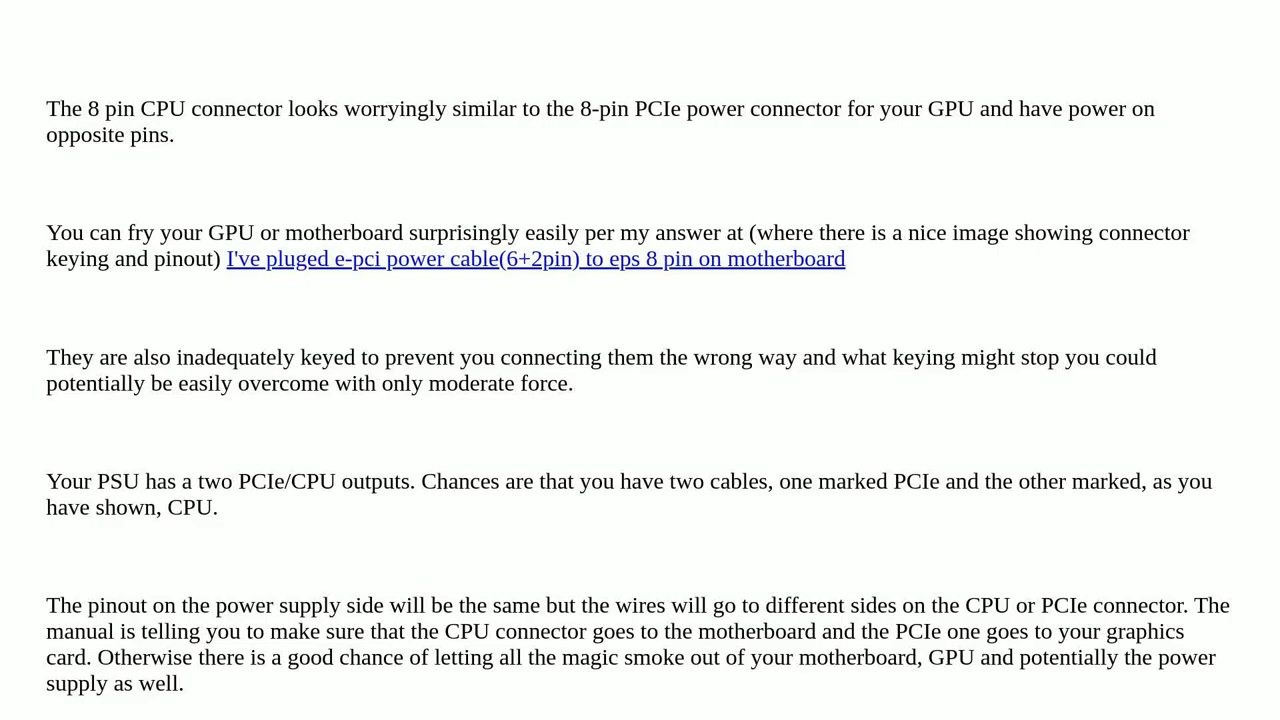 The 8 pin CPU connector looks worryingly similar to the 8-pin PCIe power connector for your GPU and have power on
opposite pins.
You can fry your GPU or motherboard surprisingly easily per my answer at (where there is a nice image showing connector
keying and pinout) I've pluged e-pci power cable(6+2pin) to eps 8 pin on motherboard
They are also inadequately keyed to prevent you connecting them the wrong way and what keying might stop you could
potentially be easily overcome with only moderate force.
Your PSU has a two PCIe/CPU outputs. Chances are that you have two cables, one marked PCIe and the other marked, as you
have shown, CPU.
The pinout on the power supply side will be the same but the wires will go to different sides on the CPU or PCIe connector. The
manual is telling you to make sure that the CPU connector goes to the motherboard and the PCIe one goes to your graphics
card. Otherwise there is a good chance of letting all the magic smoke out of your motherboard, GPU and potentially the power
supply as well.